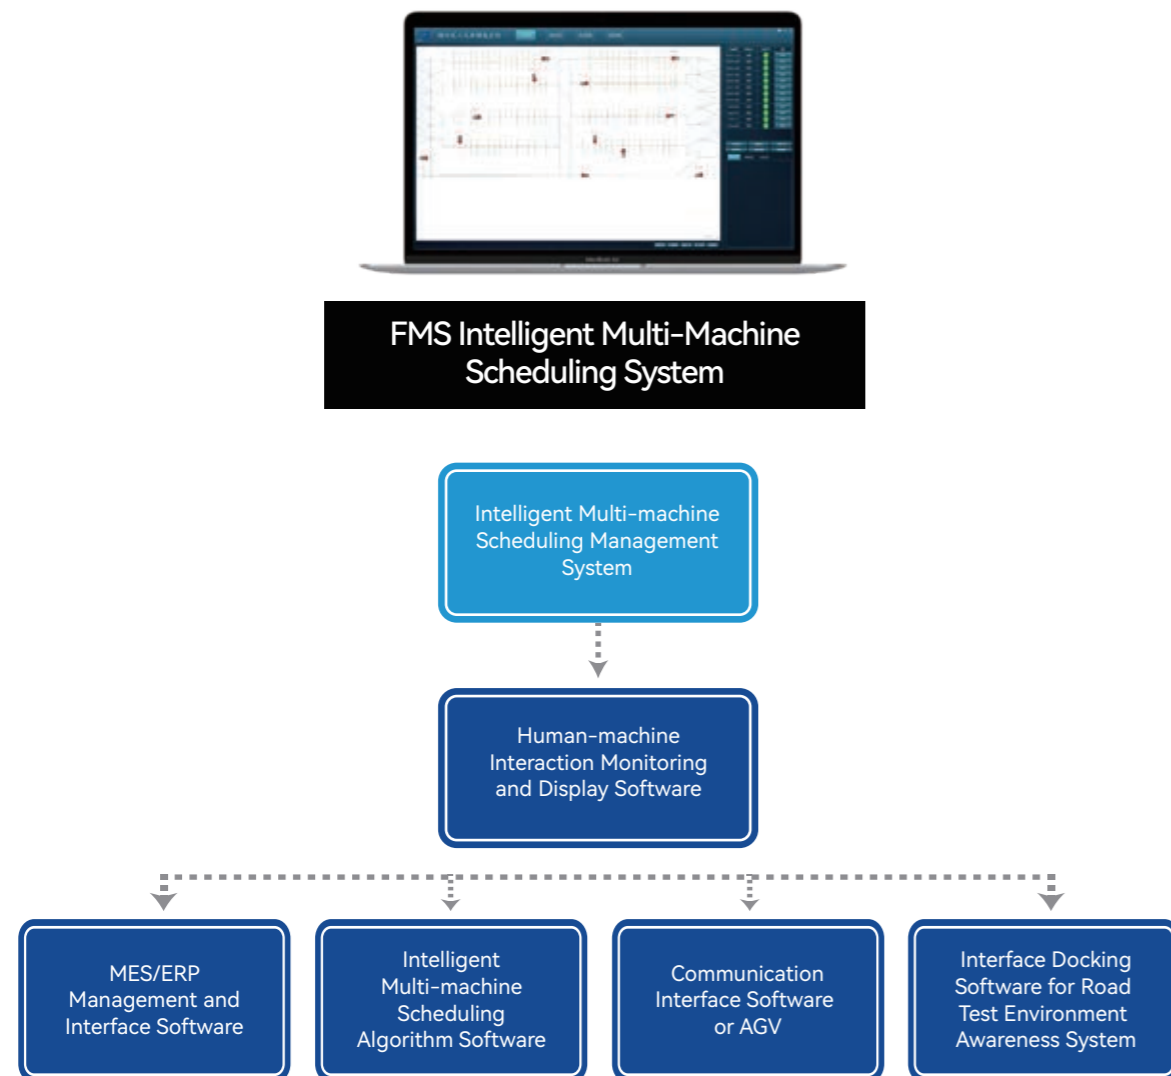 FMS Intelligent Multi-Machine
Scheduling System
Intelligent Multi-machine
Scheduling Management
System
Human-machine
Interaction Monitoring
and Display Software
MES/ERP
Management and
Interface Software
Intelligent
Multi-machine
Scheduling
Algorithm Software
Communication
Interface Software
or AGV
Interface Docking
Software for Road
Test Environment
Awareness System